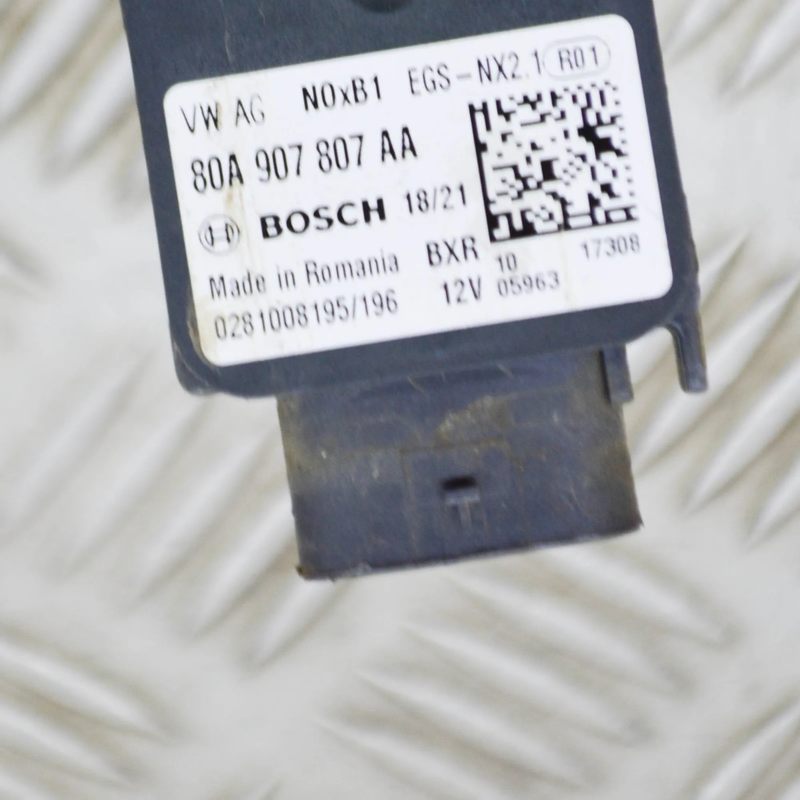 VW AG NOxB1 EGS-NX2.1 R01
80A 907 807 AA
BOSCH 18/21
Made in Romania BXR 10 17308
0281008195/196 12V 05963